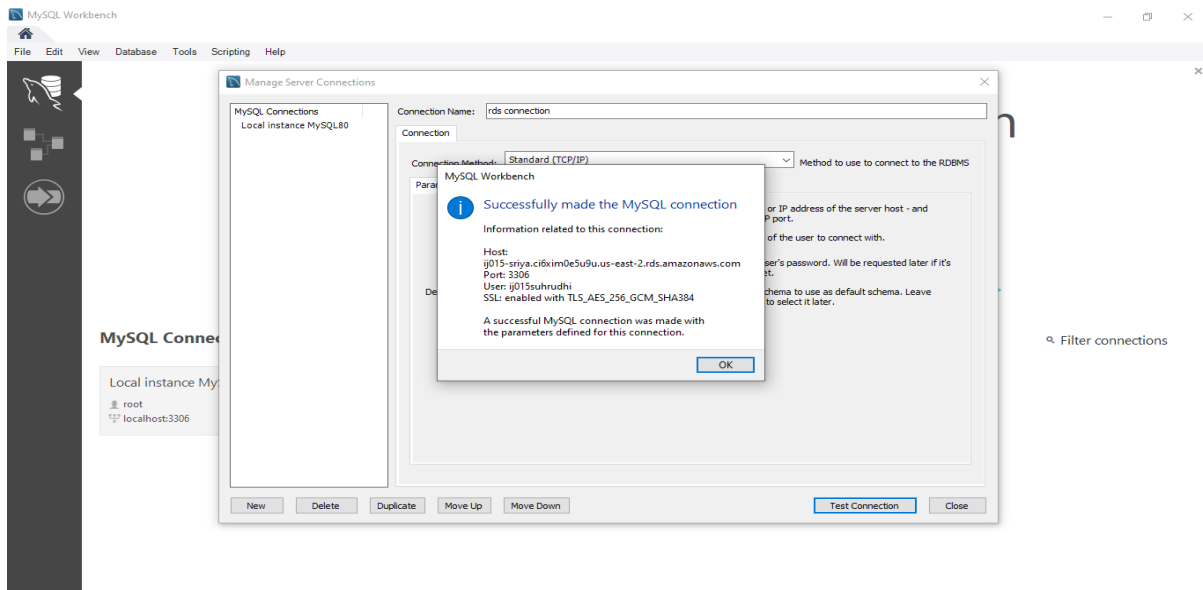 MySQL Workbench
File Edit View Database Tools Scripting Help
Manage Server Connections
MySQL Connections
Local instance MySQL80
Connection Name: rds connection
Connection
Connection Method: Standard (TCP/IP) Method to use to connect to the RDBMS
MySQL Workbench
Successfully made the MySQL connection
Information related to this connection:
Host:
ij015-sriya.ci6xim0e5u9u.us-east-2.rds.amazonaws.com
Port: 3306
User: ij015suhrudhi
SSL: enabled with TLS_AES_256_GCM_SHA384
A successful MySQL connection was made with
the parameters defined for this connection.
OK
or IP address of the server host - and
P port.
of the user to connect with.
ser's password. Will be requested later if it's
et.
chema to use as default schema. Leave
to select it later.
Para
De
n
MySQL Connec
Filter connections
Local instance My
root
localhost:3306
New Delete Duplicate Move Up Move Down Test Connection Close